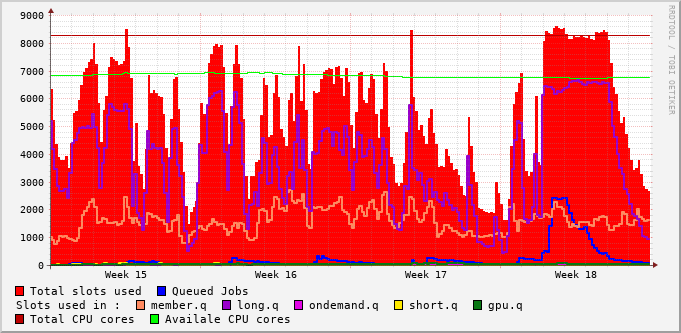 9000
8000
7000
6000
5000
4000
3000
2000
1000
0
Week 15 Week 16 Week 17 Week 18
RRDTOOL / TOBI OETIKER
Total slots used Queued Jobs
Slots used in : member.q long.q ondemand.q short.q gpu.q
Total CPU cores Availale CPU cores